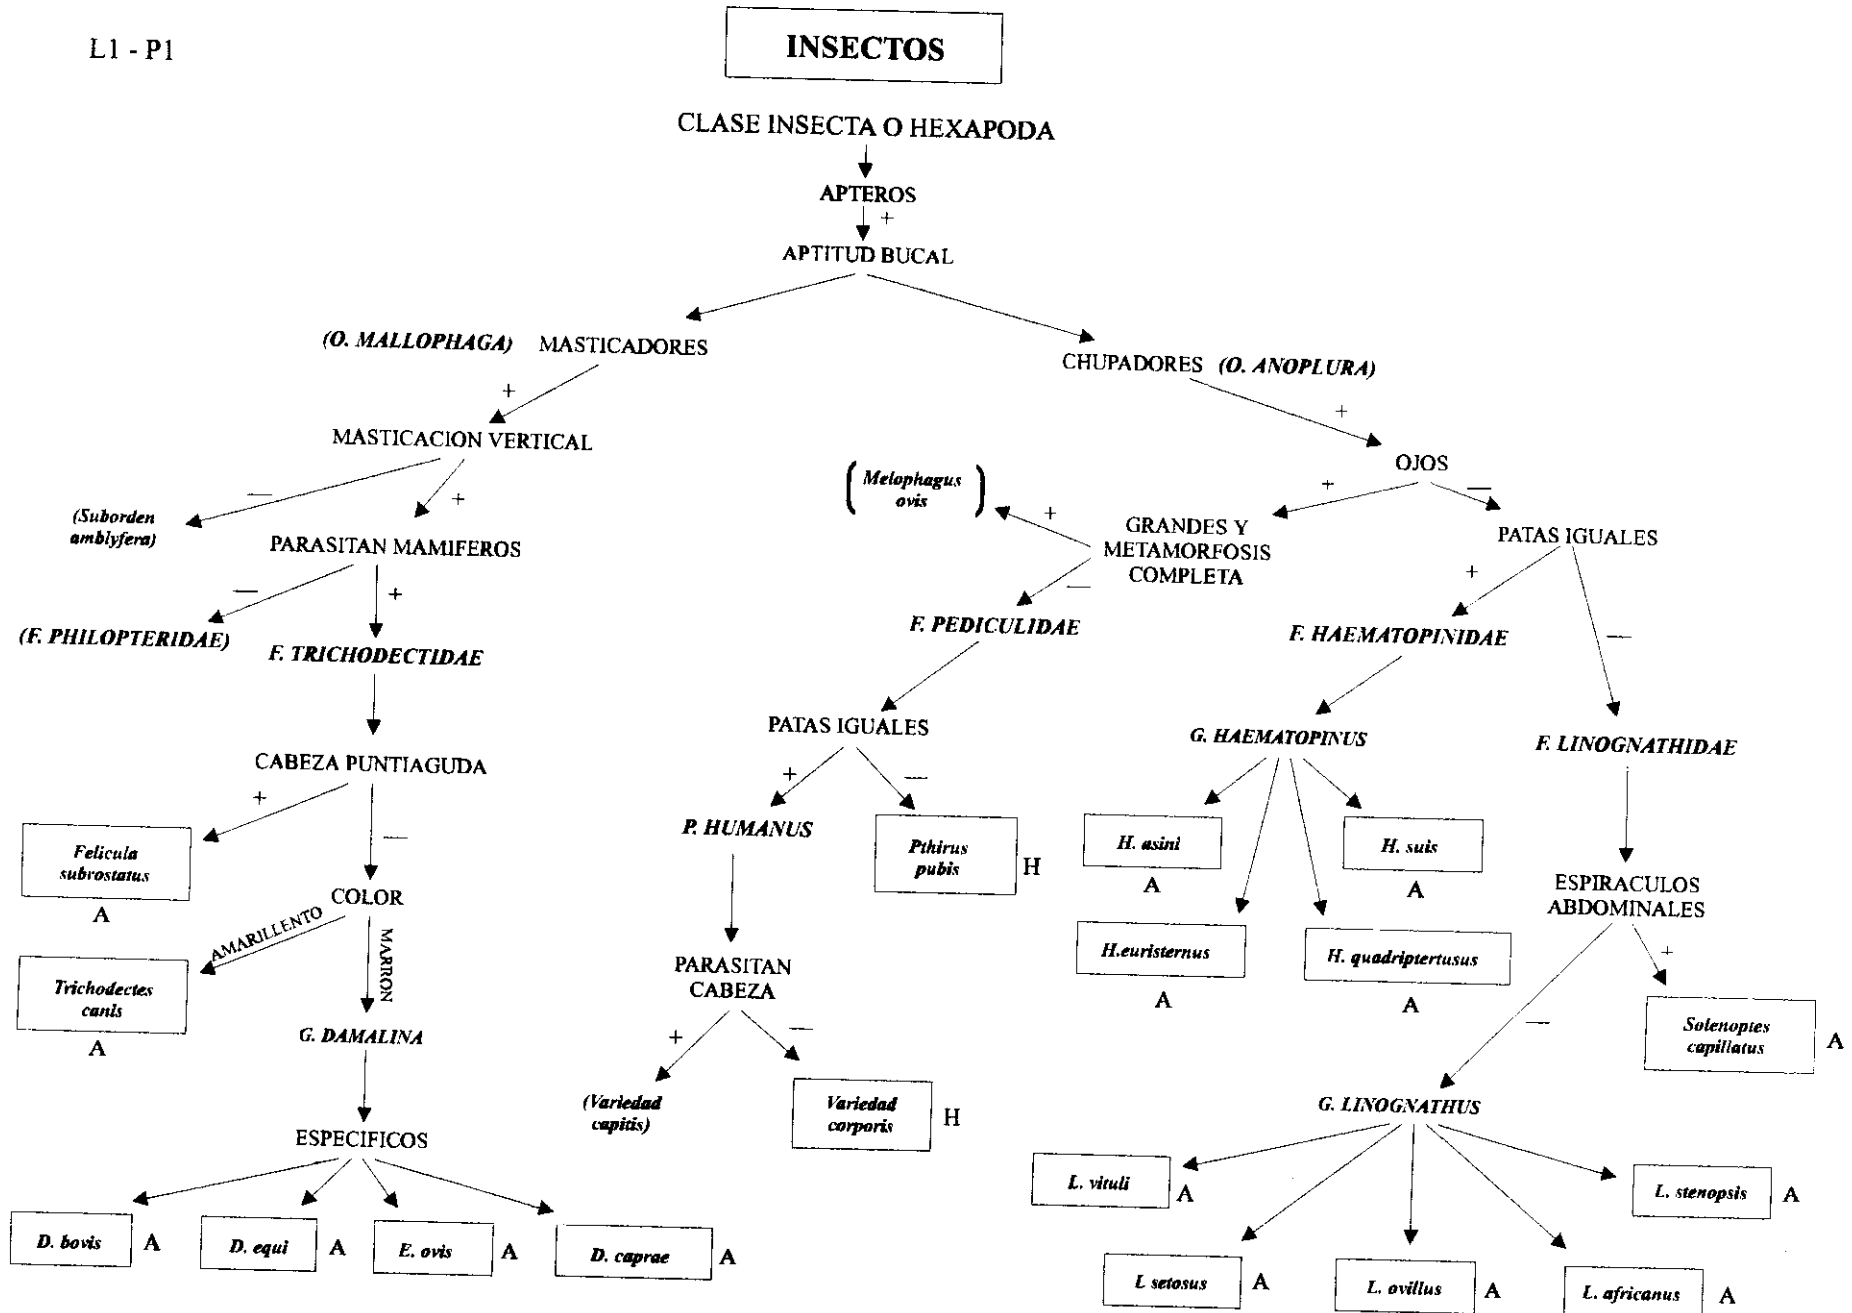 L1 - P1
INSECTOS
CLASE INSECTA O HEXAPODA
APTEROS
+
APTITUD BUCAL
(O. MALLOPHAGA) MASTICADORES
CHUPADORES (O. ANOPLURA)
+
+
MASTICACION VERTICAL
OJOS
—
+
+
—
(Suborden
amblyfera)
PARASITAN MAMIFEROS
(Melophagus
ovis)
+
GRANDES Y
METAMORFOSIS
COMPLETA
PATAS IGUALES
—
+
—
+
—
(F. PHILOPTERIDAE)
F. TRICHODECTIDAE
F. PEDICULIDAE
F. HAEMATOPINIDAE
PATAS IGUALES
G. HAEMATOPINUS
F. LINOGNATHIDAE
CABEZA PUNTIAGUDA
+
—
+
—
Felicula
subrostatus
A
P. HUMANUS
Pthirus
pubis
H
H. asini
A
H. suis
A
COLOR
AMARILLENTO
MARRON
ESPIRACULOS
ABDOMINALES
H.euristernus
A
H. quadriptertusus
A
+
—
Trichodectes
canis
A
PARASITAN
CABEZA
+
—
Solenoptes
capillatus
A
G. DAMALINA
(Variedad
capitis)
Variedad
corporis
H
G. LINOGNATHUS
ESPECIFICOS
L. vituli
A
L. stenopsis
A
D. bovis
A
D. equi
A
E. ovis
A
D. caprae
A
L setosus
A
L. ovillus
A
L. africanus
A